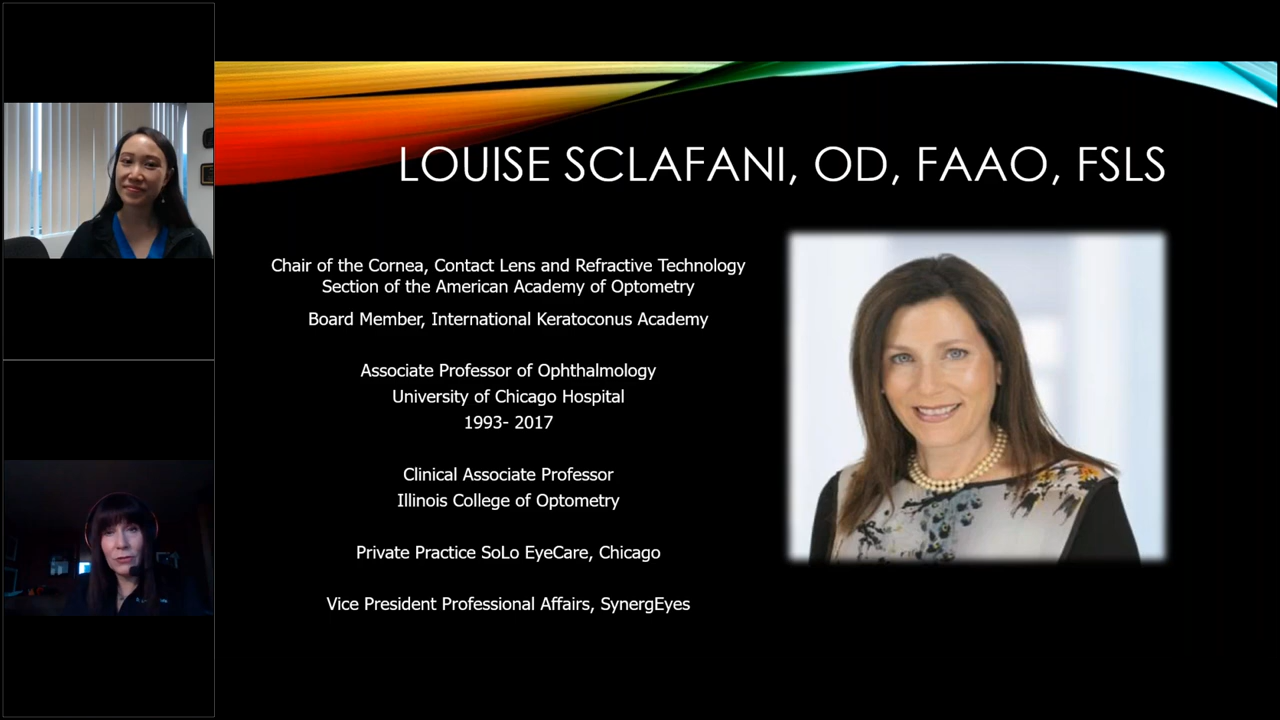 LOUISE SCLAFANI, OD, FAAO, FSLS
Chair of the Cornea, Contact Lens and Refractive Technology
Section of the American Academy of Optometry
Board Member, International Keratoconus Academy
Associate Professor of Ophthalmology
University of Chicago Hospital
1993- 2017
Clinical Associate Professor
Illinois College of Optometry
Private Practice SoLo EyeCare, Chicago
Vice President Professional Affairs, SynergEyes